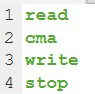 1 read
2 cma
3 write
4 stop